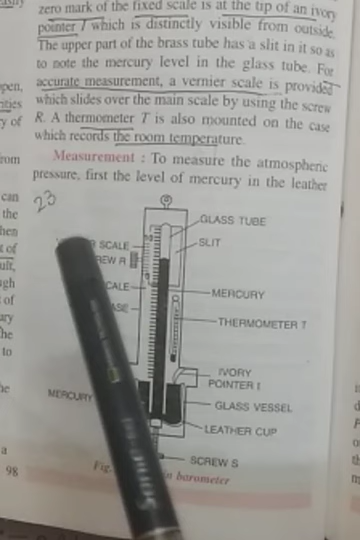 zero mark of the fixed scale is at the tip of an ivory
pointer I which is distinctly visible from outside.
The upper part of the brass tube has a slit in it so as
to note the mercury level in the glass tube. For
accurate measurement, a vernier scale is provided
which slides over the main scale by using the screw
R. A thermometer T is also mounted on the case
which records the room temperature.
Measurement : To measure the atmospheric
pressure, first the level of mercury in the leather
23
GLASS TUBE
SLIT
SCALE
SCREW R
MERCURY
THERMOMETER T
IVORY
POINTER I
GLASS VESSEL
MERCURY
LEATHER CUP
SCREW S
Fig. barometer
98